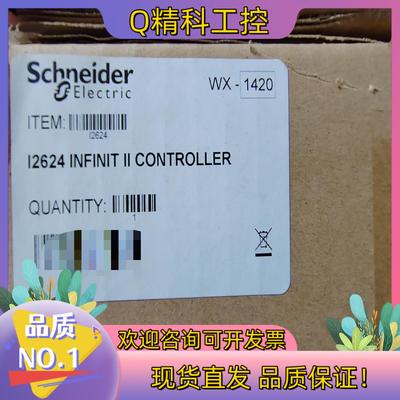 Q精科工控
Schneider
Electric
WX - 1420
ITEM:
I2624
I2624 INFINIT II CONTROLLER
QUANTITY:
1
品质
NO.1
欢迎咨询可开发票
现货直发 品质保证!